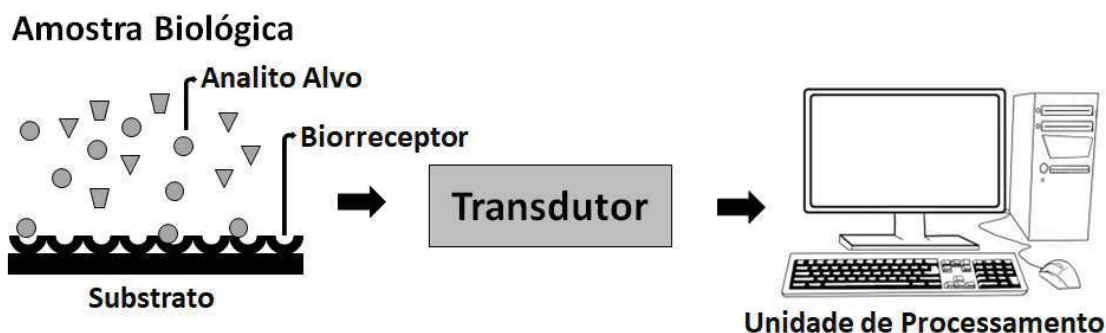 Amostra Biológica
Analito Alvo
Biorreceptor
Transdutor
Substrato
Unidade de Processamento